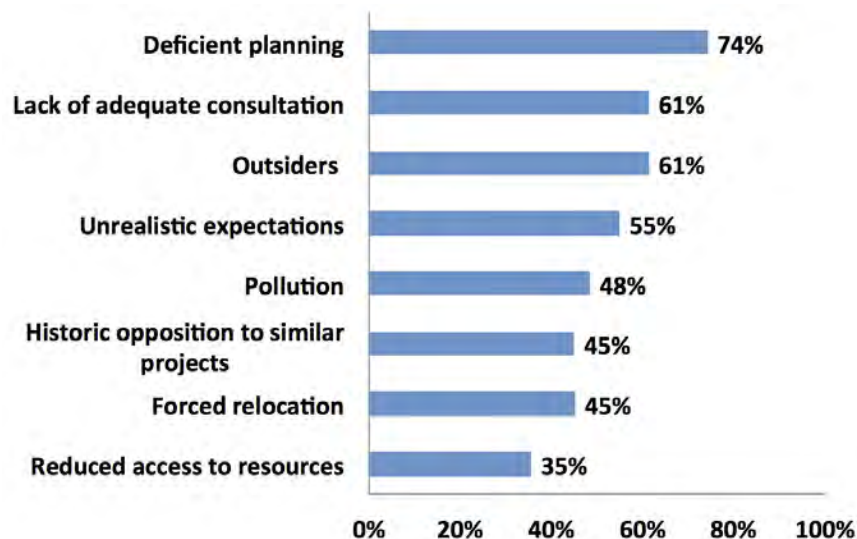 Deficient planning 74%
Lack of adequate consultation 61%
Outsiders 61%
Unrealistic expectations 55%
Pollution 48%
Historic opposition to similar
projects 45%
Forced relocation 45%
Reduced access to resources 35%
0% 20% 40% 60% 80% 100%